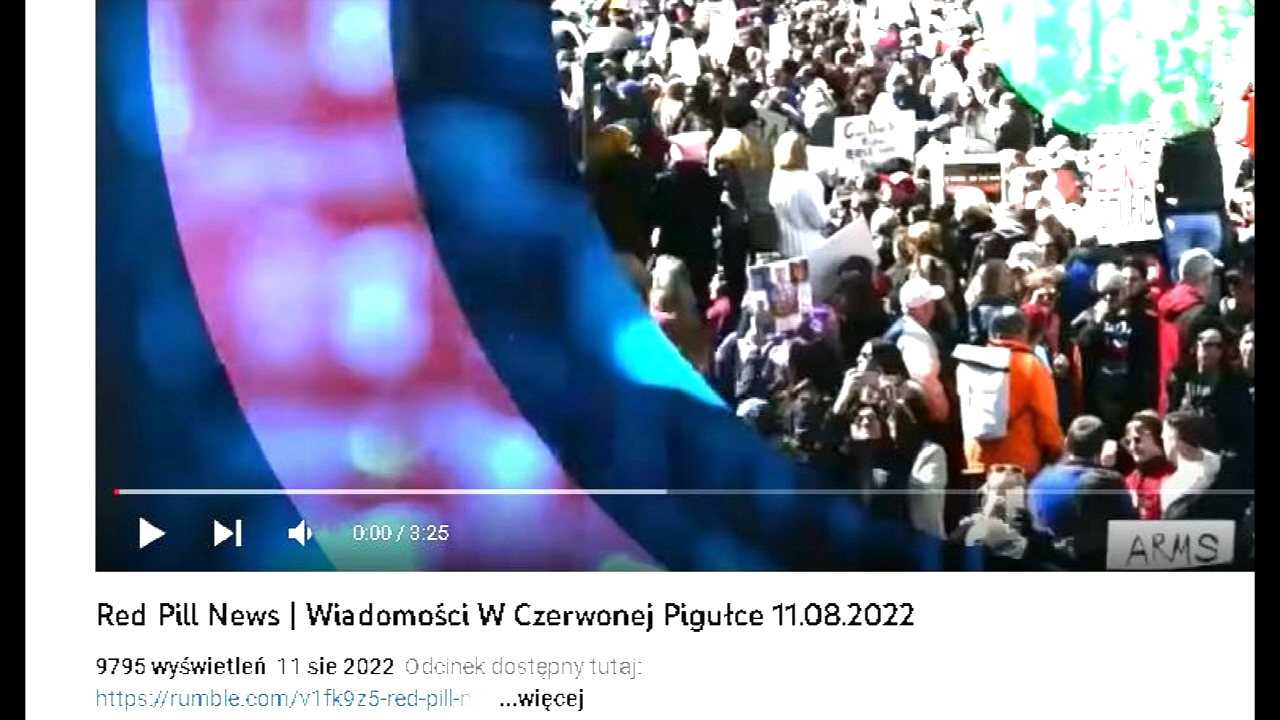 ARMS
0:00 / 3:25
Red Pill News | Wiadomości W Czerwonej Pigułce 11.08.2022
9795 wyświetleń 11 sie 2022 Odcinek dostępny tutaj:
https://rumble.com/v1fk9z5-red-pill-n ...więcej